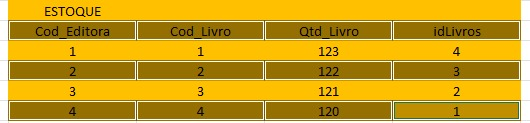 ESTOQUE
Cod_Editora Cod_Livro Qtd_Livro idLivros
1 1 123 4
2 2 122 3
3 3 121 2
4 4 120 1